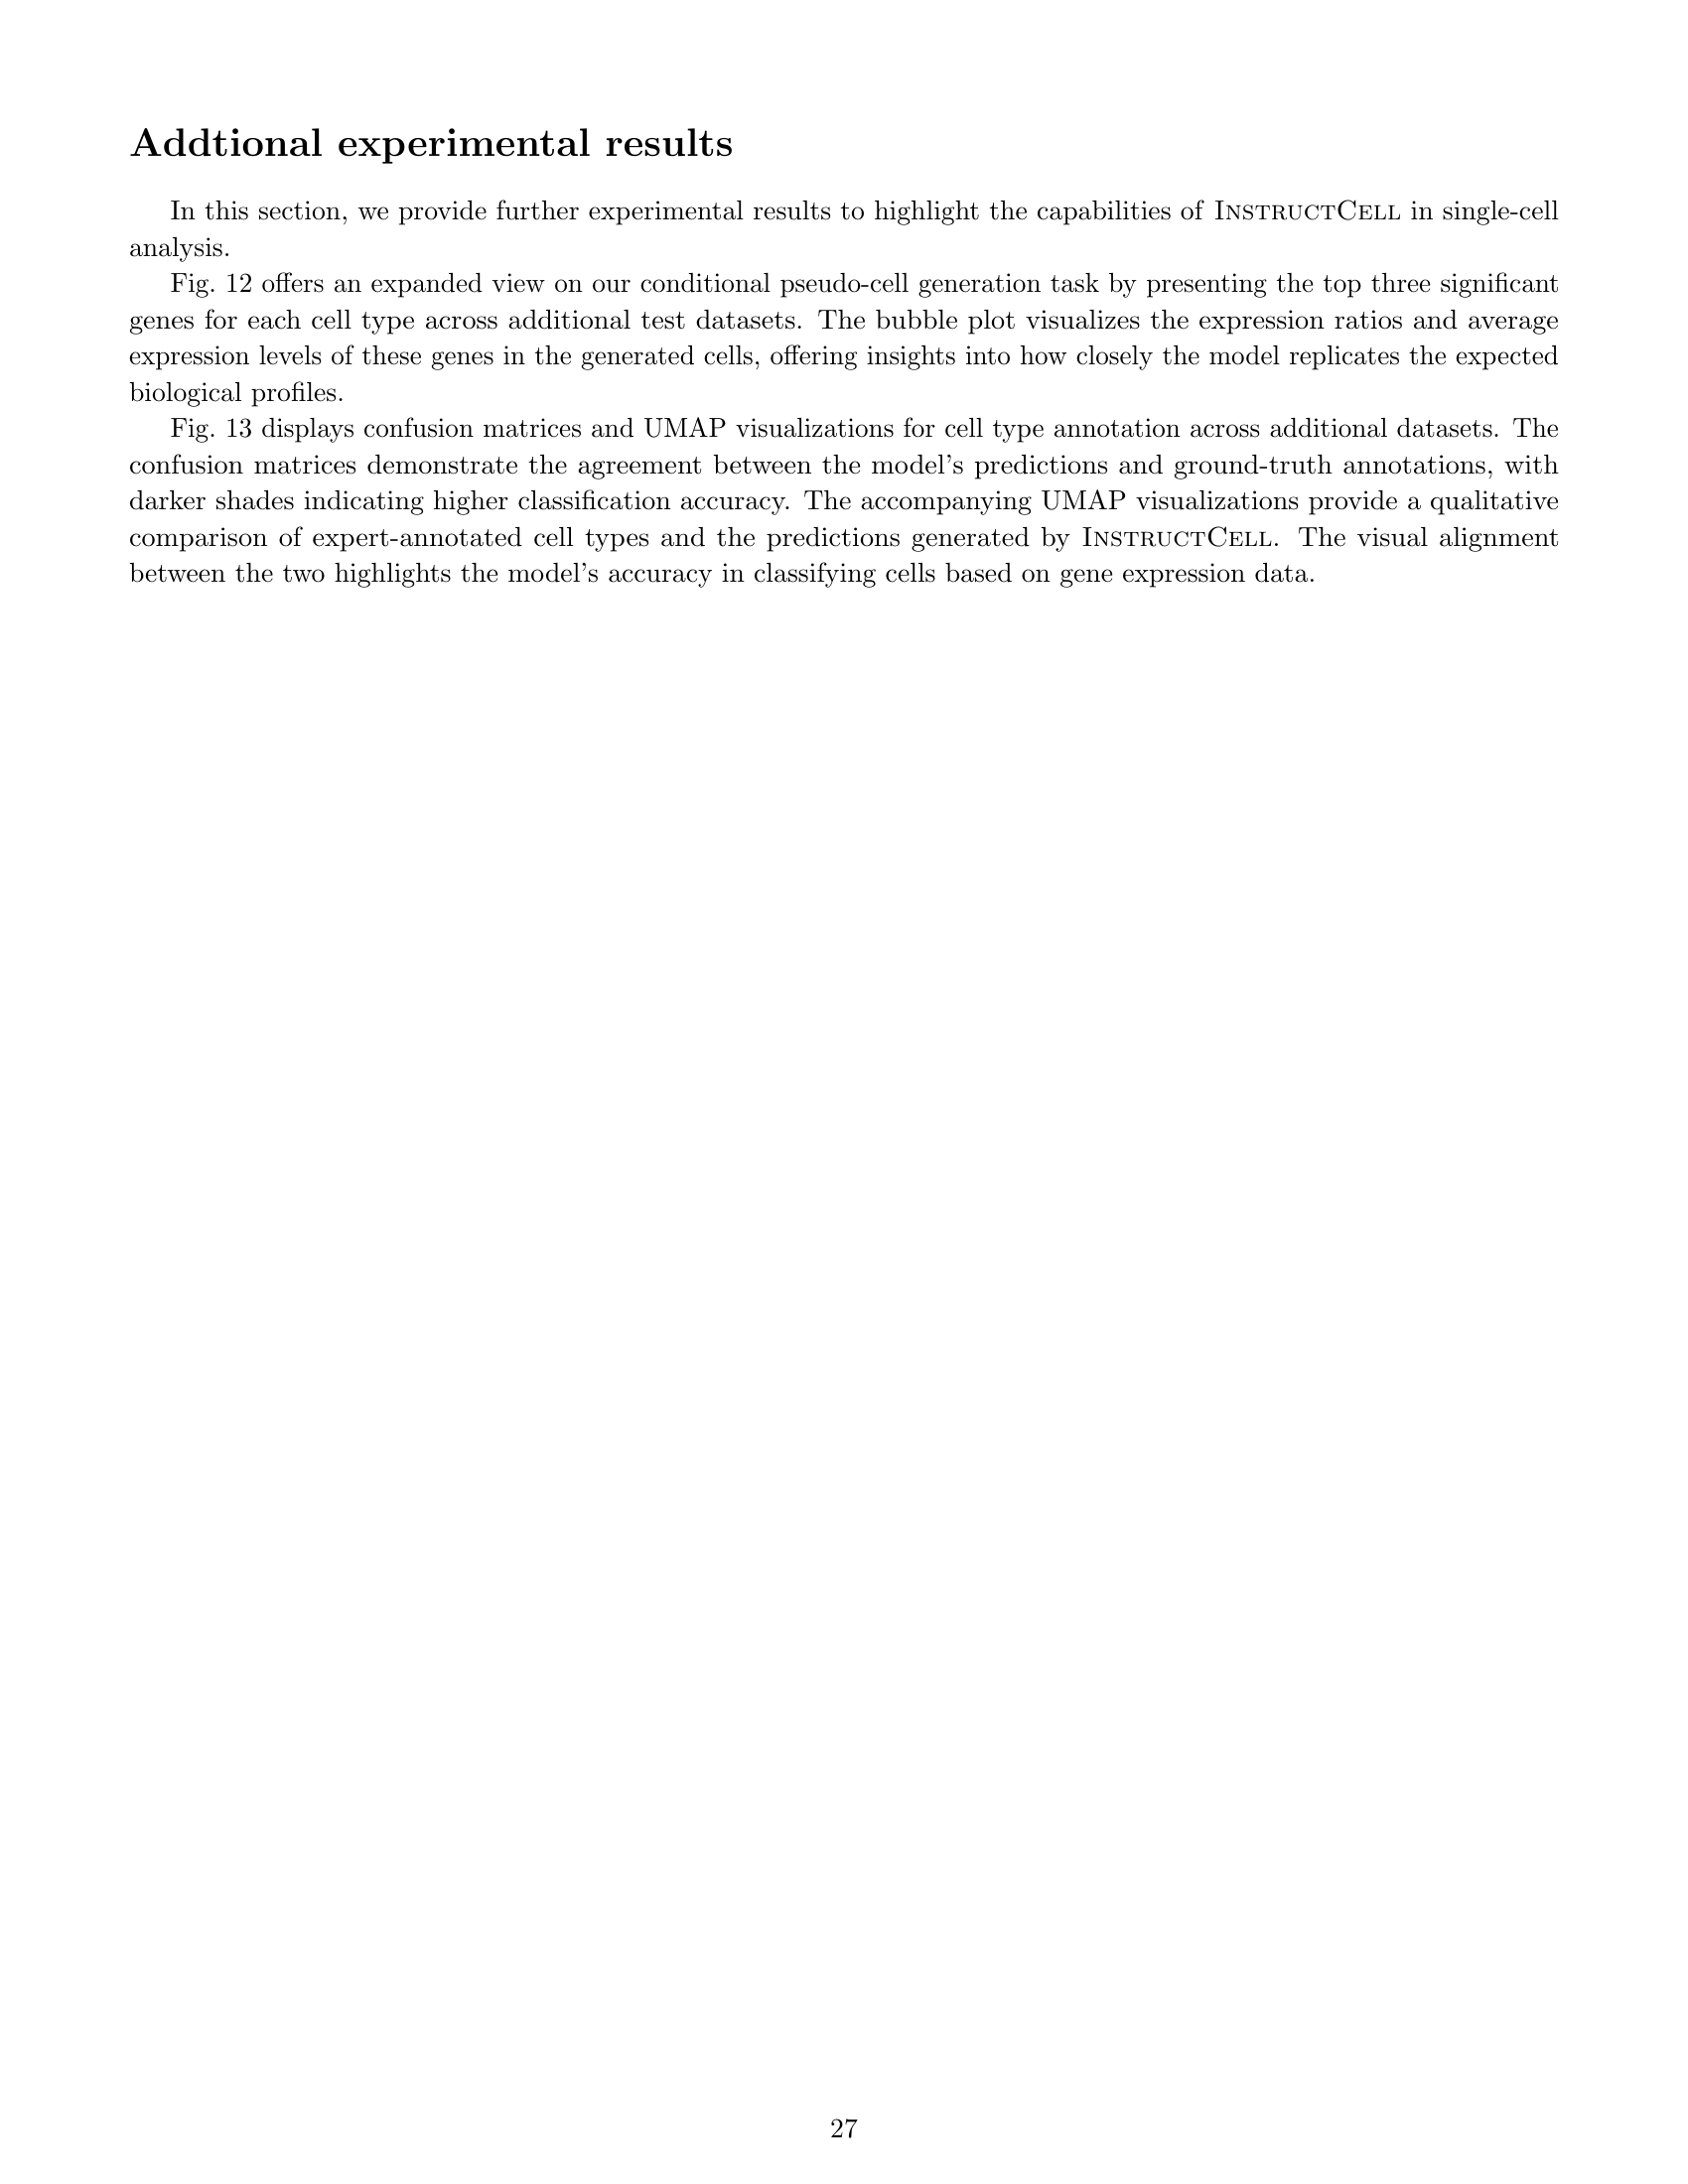 Addtional experimental results
In this section, we provide further experimental results to highlight the capabilities of INSTRUCTCELL in single-cell
analysis.
Fig. 12 offers an expanded view on our conditional pseudo-cell generation task by presenting the top three significant
genes for each cell type across additional test datasets. The bubble plot visualizes the expression ratios and average
expression levels of these genes in the generated cells, offering insights into how closely the model replicates the expected
biological profiles.
Fig. 13 displays confusion matrices and UMAP visualizations for cell type annotation across additional datasets. The
confusion matrices demonstrate the agreement between the model's predictions and ground-truth annotations, with
darker shades indicating higher classification accuracy. The accompanying UMAP visualizations provide a qualitative
comparison of expert-annotated cell types and the predictions generated by INSTRUCTCELL. The visual alignment
between the two highlights the model's accuracy in classifying cells based on gene expression data.
27